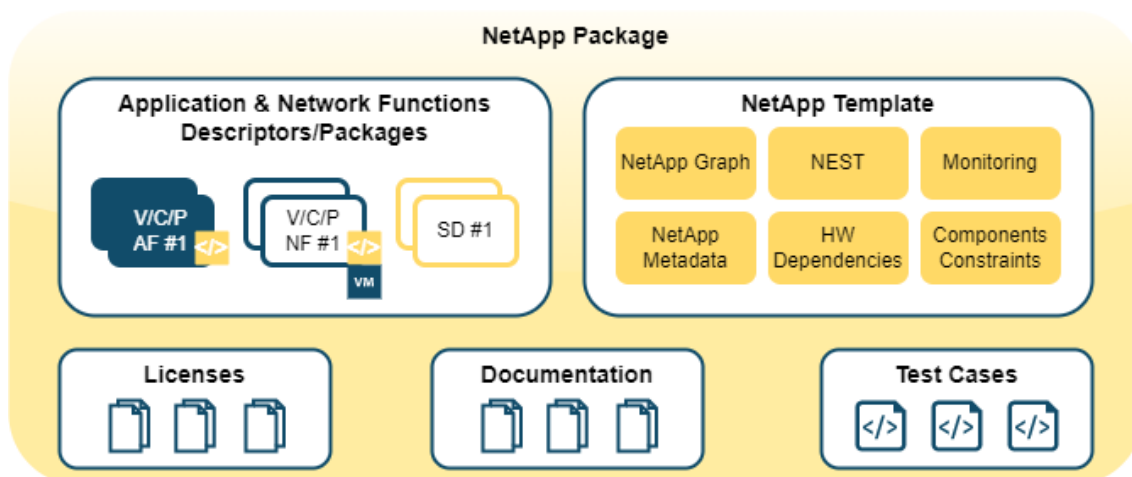 NetApp Package
Application & Network Functions
Descriptors/Packages
V/C/P
AF #1
</>
V/C/P
NF #1
</>
VM
SD #1
NetApp Template
NetApp Graph
NEST
Monitoring
NetApp
Metadata
HW
Dependencies
Components
Constraints
Licenses
Documentation
Test Cases
</>
</>
</>